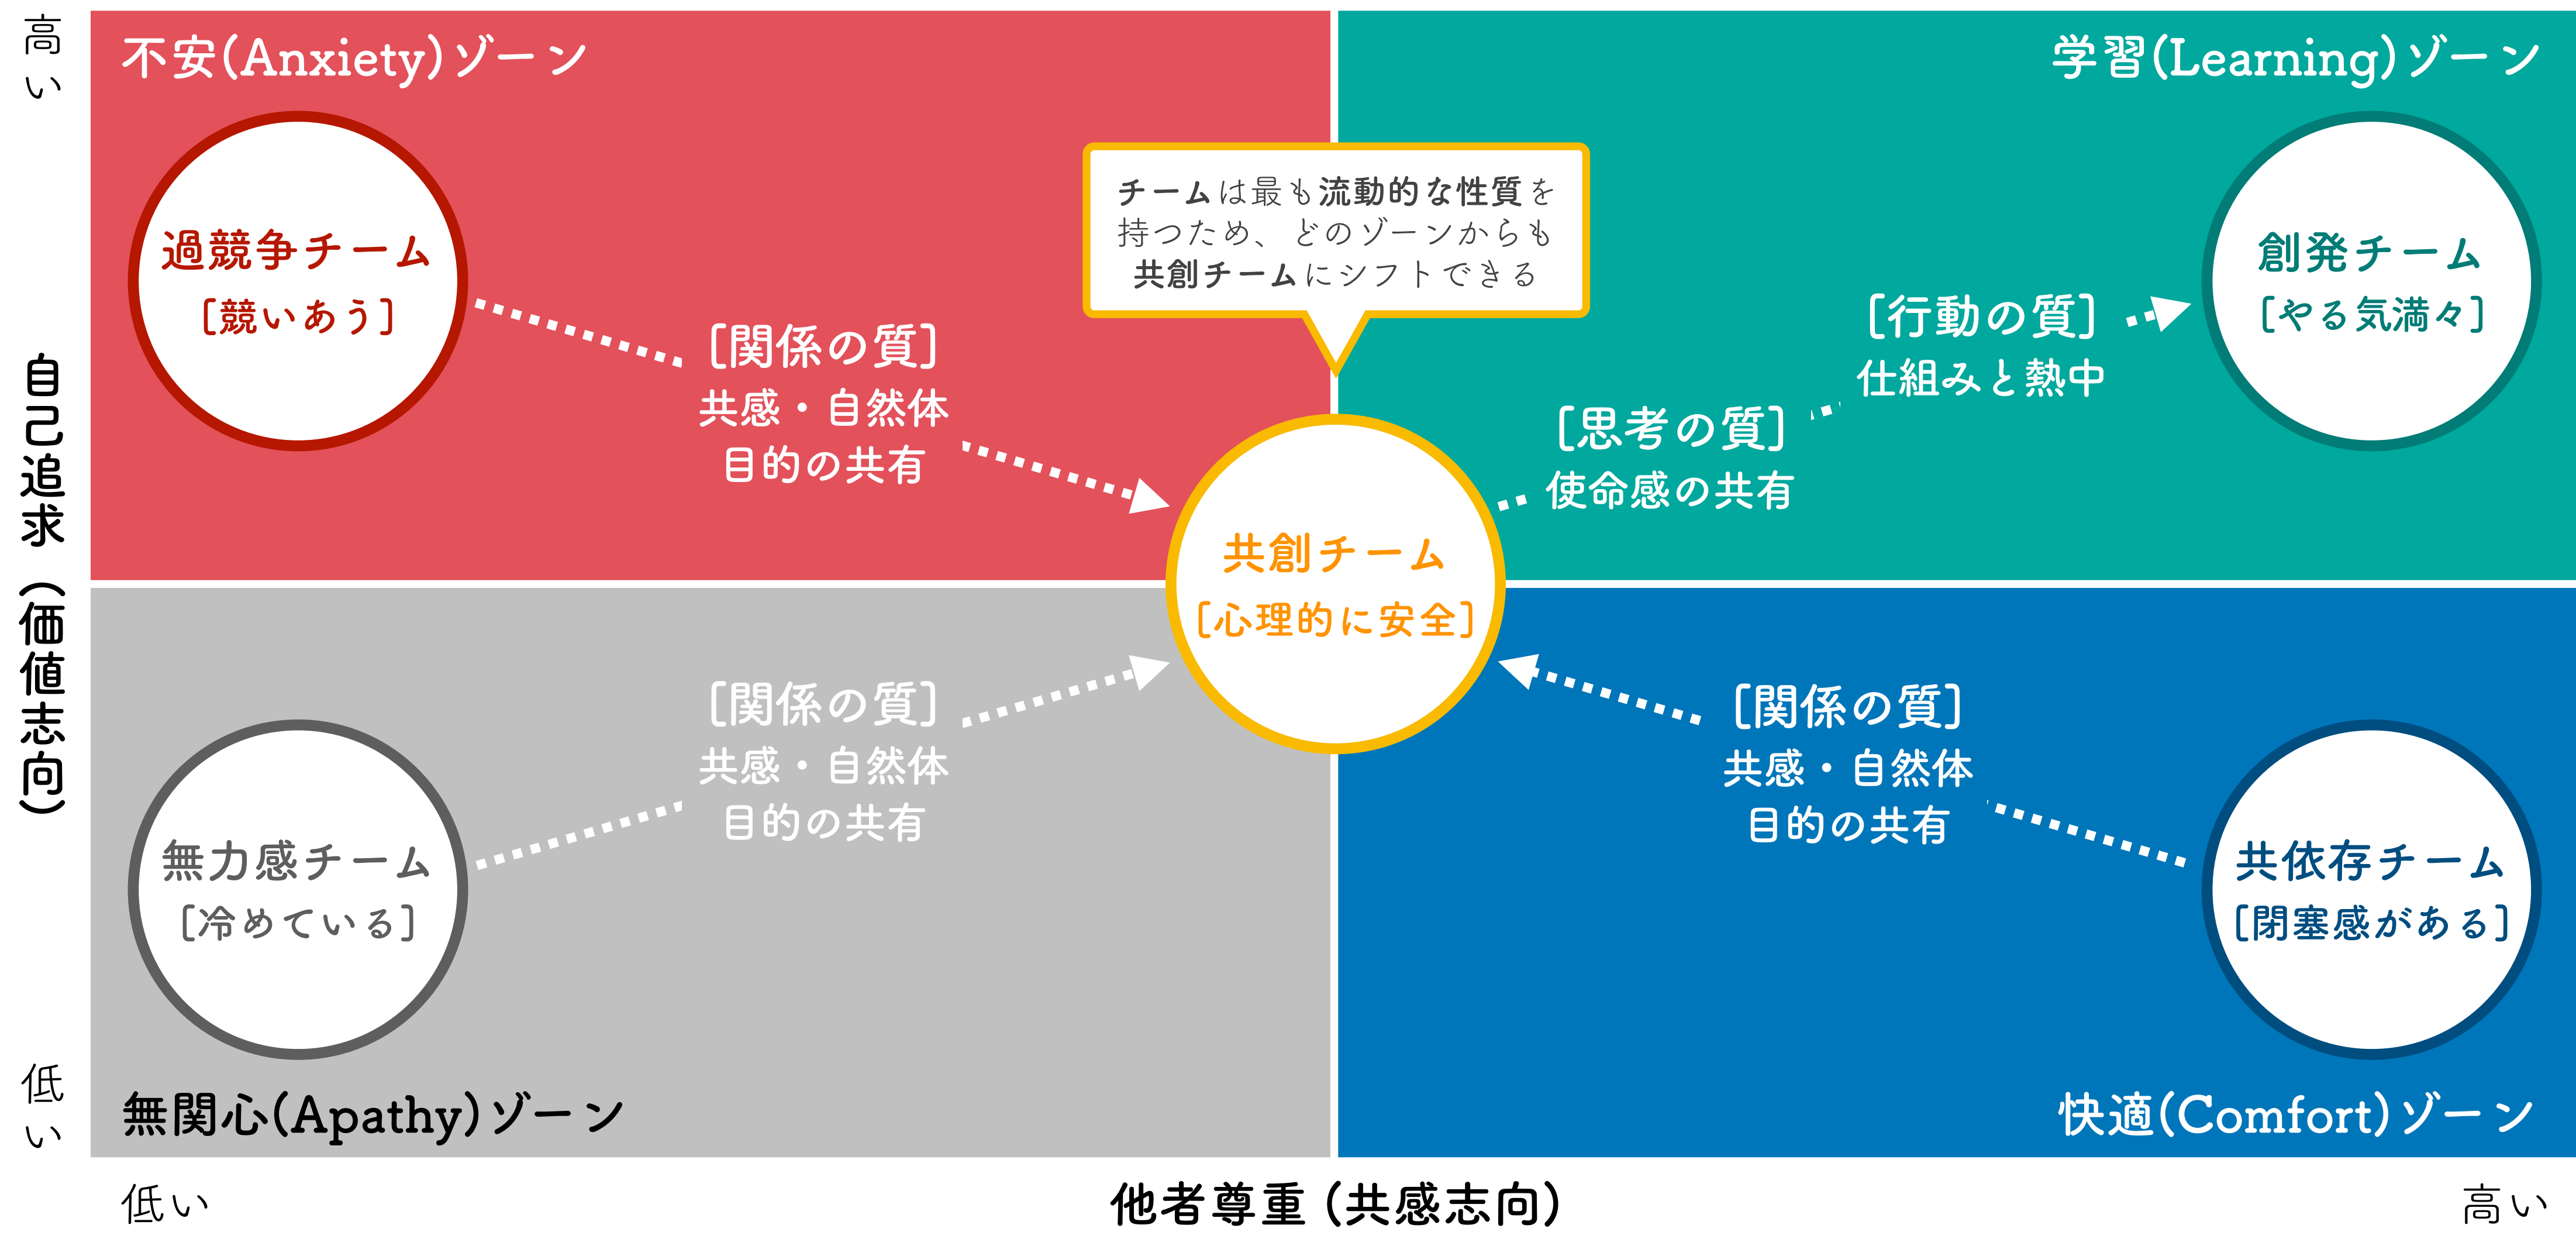 高い
不安(Anxiety)ゾーン
学習(Learning)ゾーン
過競争チーム
[競いあう]
[関係の質]
共感・自然体
目的の共有
チームは最も流動的な性質を
持つため、どのゾーンからも
共創チームにシフトできる
[思考の質]
使命感の共有
[行動の質]
仕組みと熱中
創発チーム
[やる気満々]
自己追求(価値志向)
共創チーム
[心理的に安全]
無力感チーム
[冷めている]
[関係の質]
共感・自然体
目的の共有
[関係の質]
共感・自然体
目的の共有
共依存チーム
[閉塞感がある]
低い
無関心(Apathy)ゾーン
快適(Comfort)ゾーン
低い
他者尊重(共感志向)
高い